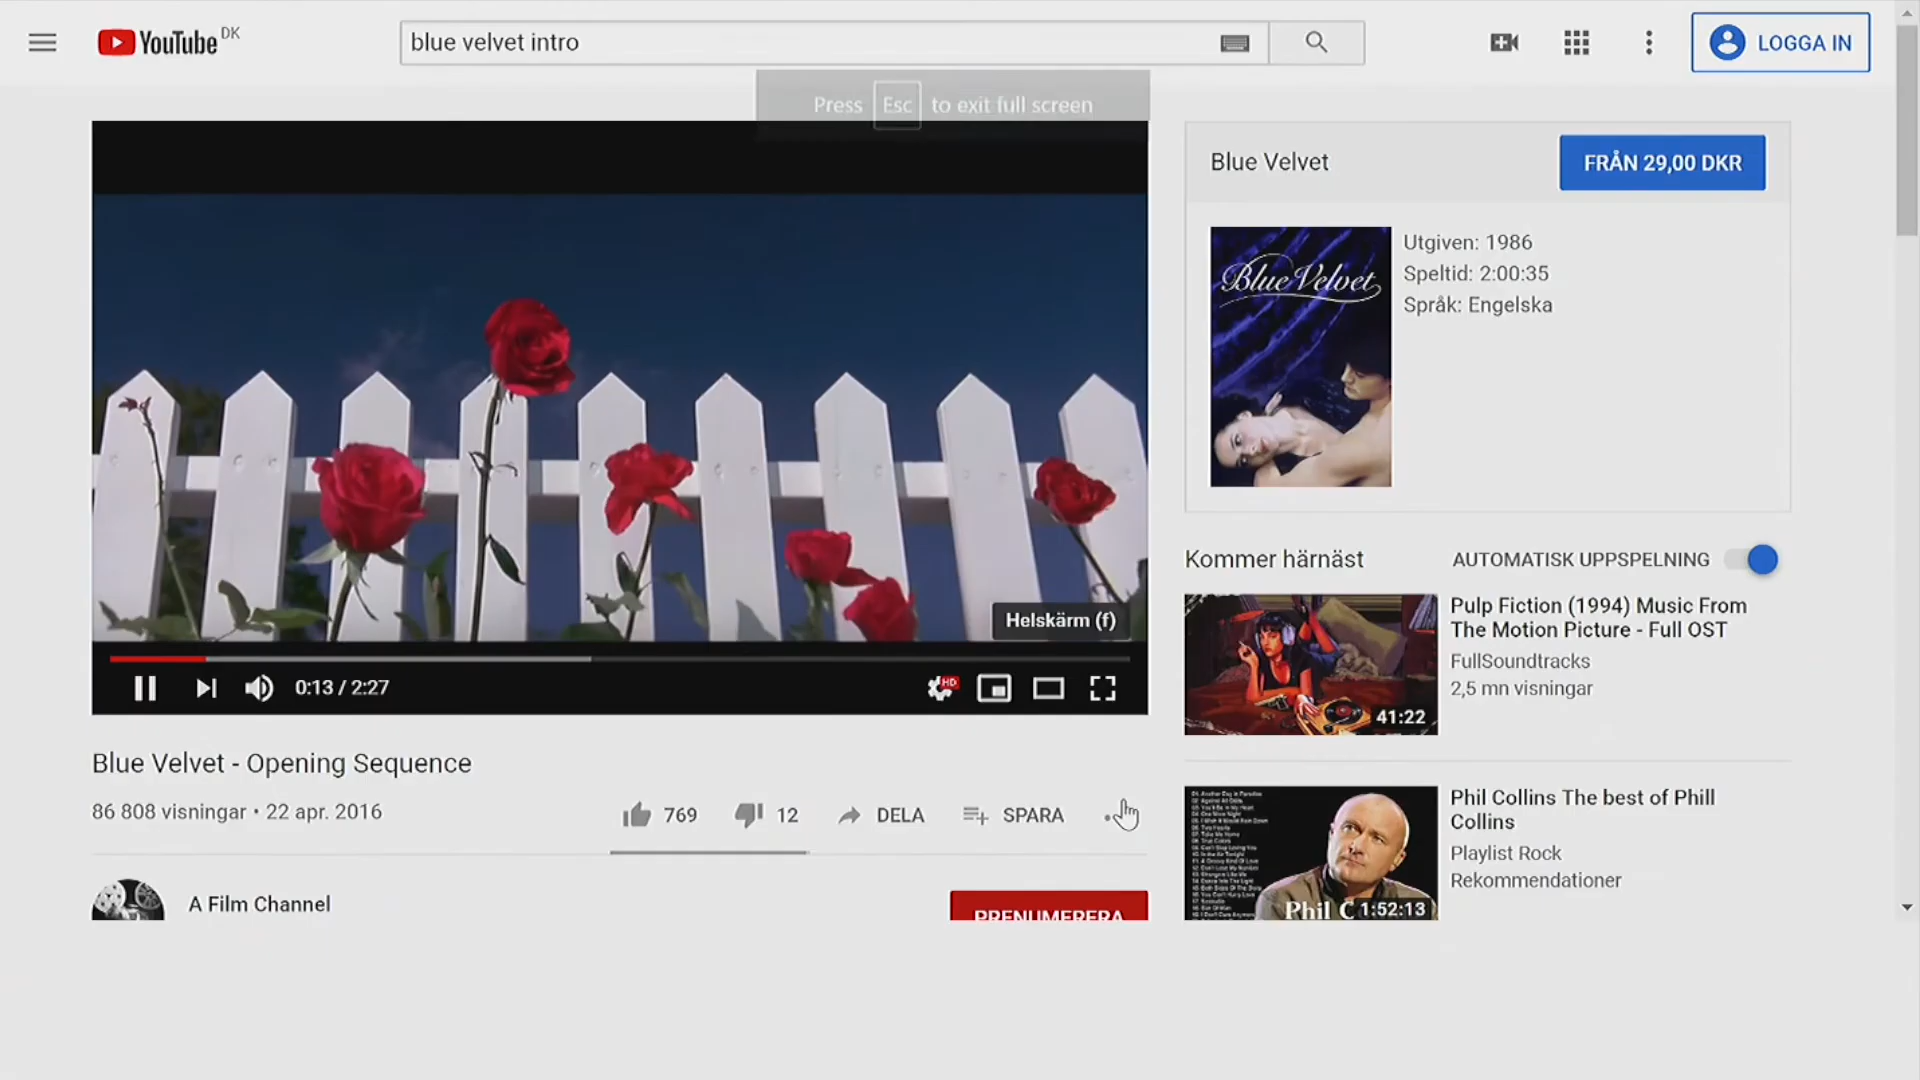 YouTube DK
blue velvet intro
LOGGA IN
Press Esc to exit full screen
Helskärm (f)
0:13 / 2:27
HD
Blue Velvet - Opening Sequence
86 808 visningar • 22 apr. 2016
769
12
DELA
SPARA
A Film Channel
PRENUMERERA
Blue Velvet
FRÅN 29,00 DKR
Blue Velvet
Utgiven: 1986
Speltid: 2:00:35
Språk: Engelska
Kommer härnäst
AUTOMATISK UPPSPELNING
41:22
Pulp Fiction (1994) Music From
The Motion Picture - Full OST
FullSoundtracks
2,5 mn visningar
Phil C
1:52:13
Phil Collins The best of Phill
Collins
Playlist Rock
Rekommendationer